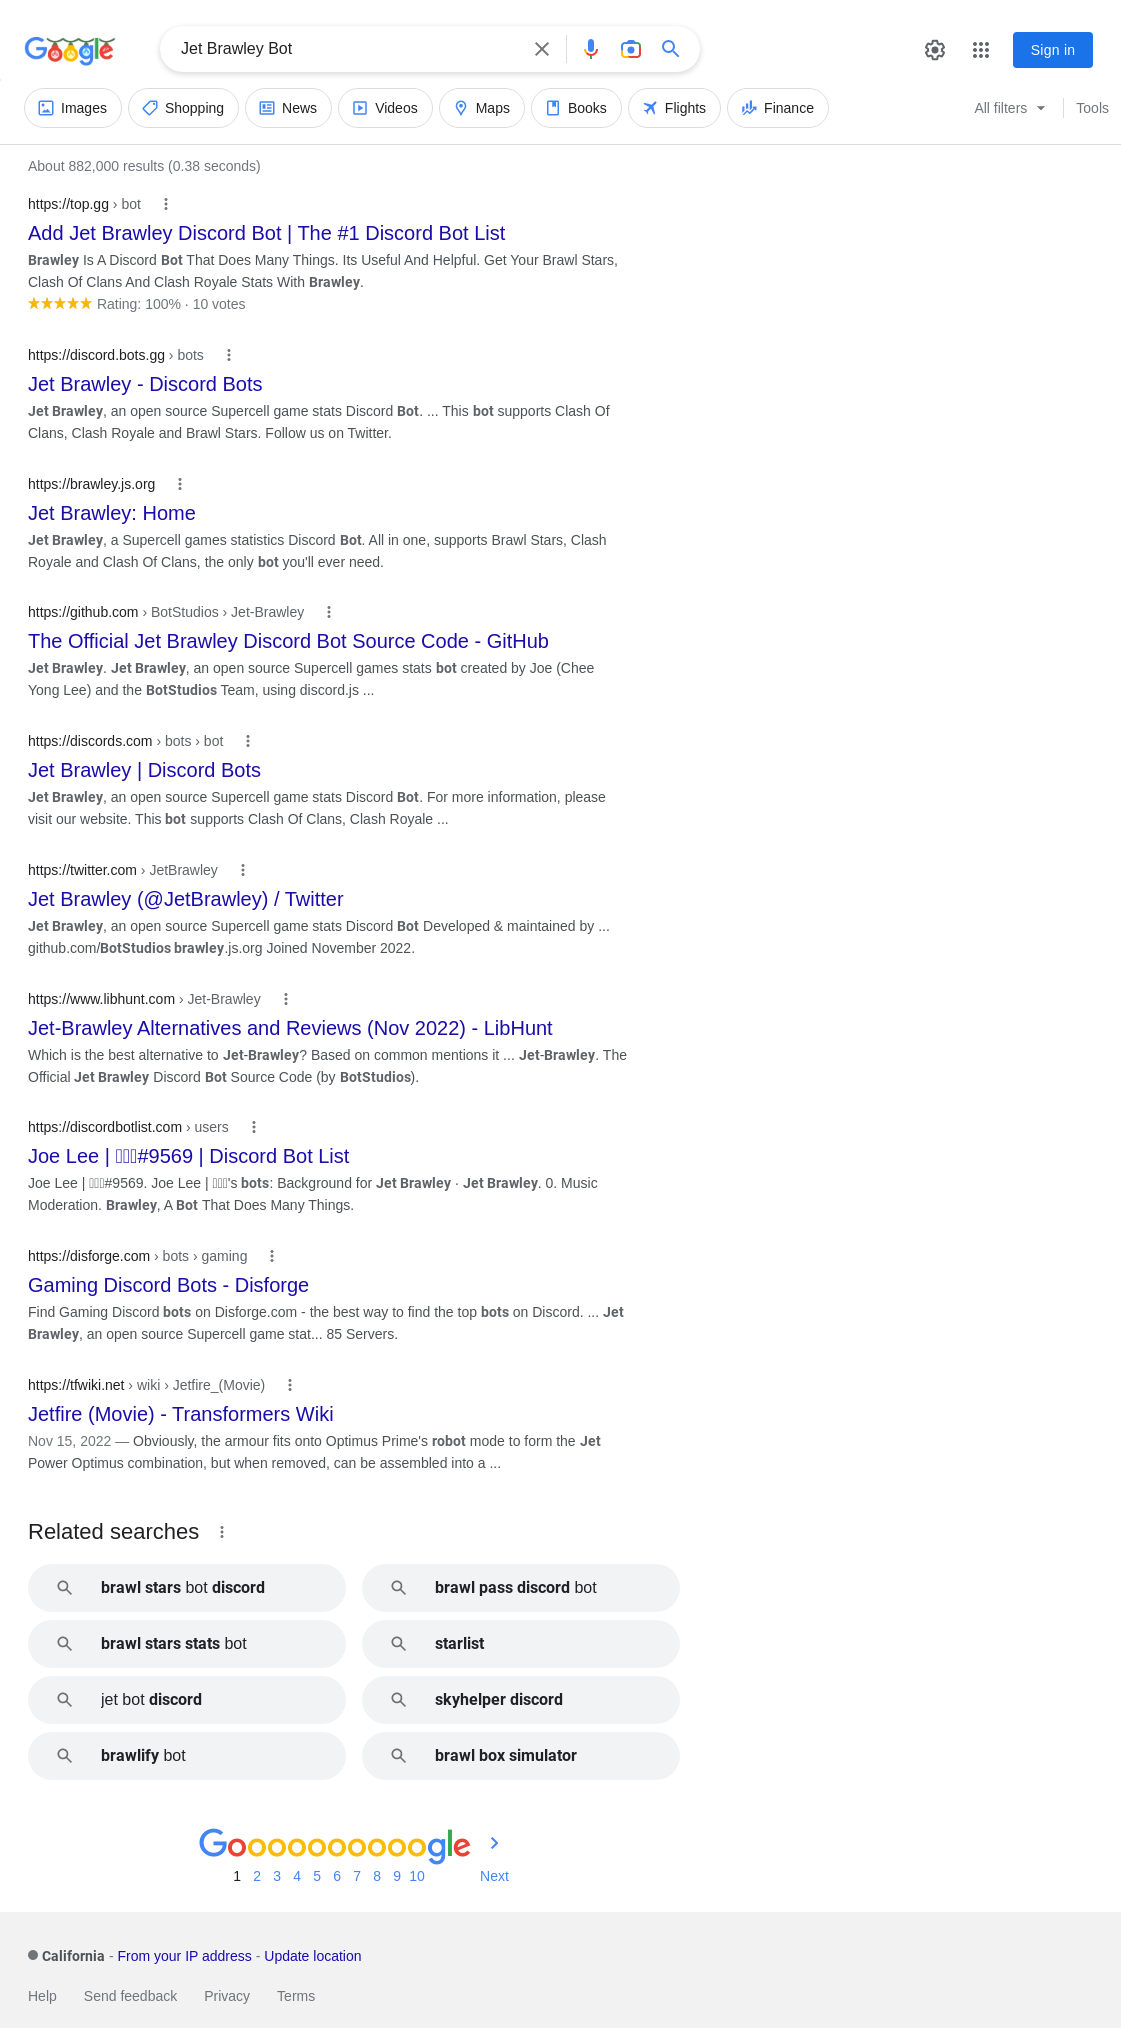 Google
Jet Brawley Bot
Sign in
Images
Shopping
News
Videos
Maps
Books
Flights
Finance
All filters
Tools
About 882,000 results (0.38 seconds)
https://top.gg › bot
Add Jet Brawley Discord Bot | The #1 Discord Bot List
Brawley Is A Discord Bot That Does Many Things. Its Useful And Helpful. Get Your Brawl Stars,
Clash Of Clans And Clash Royale Stats With Brawley.
Rating: 100% · 10 votes
https://discord.bots.gg › bots
Jet Brawley - Discord Bots
Jet Brawley, an open source Supercell game stats Discord Bot. ... This bot supports Clash Of
Clans, Clash Royale and Brawl Stars. Follow us on Twitter.
https://brawley.js.org
Jet Brawley: Home
Jet Brawley, a Supercell games statistics Discord Bot. All in one, supports Brawl Stars, Clash
Royale and Clash Of Clans, the only bot you'll ever need.
https://github.com › BotStudios › Jet-Brawley
The Official Jet Brawley Discord Bot Source Code - GitHub
Jet Brawley. Jet Brawley, an open source Supercell games stats bot created by Joe (Chee
Yong Lee) and the BotStudios Team, using discord.js ...
https://discords.com › bots › bot
Jet Brawley | Discord Bots
Jet Brawley, an open source Supercell game stats Discord Bot. For more information, please
visit our website. This bot supports Clash Of Clans, Clash Royale ...
https://twitter.com › JetBrawley
Jet Brawley (@JetBrawley) / Twitter
Jet Brawley, an open source Supercell game stats Discord Bot Developed & maintained by ...
github.com/BotStudios brawley.js.org Joined November 2022.
https://www.libhunt.com › Jet-Brawley
Jet-Brawley Alternatives and Reviews (Nov 2022) - LibHunt
Which is the best alternative to Jet-Brawley? Based on common mentions it ... Jet-Brawley. The
Official Jet Brawley Discord Bot Source Code (by BotStudios).
https://discordbotlist.com › users
Joe Lee | #9569 | Discord Bot List
Joe Lee | #9569. Joe Lee | 's bots: Background for Jet Brawley · Jet Brawley. 0. Music
Moderation. Brawley, A Bot That Does Many Things.
https://disforge.com › bots › gaming
Gaming Discord Bots - Disforge
Find Gaming Discord bots on Disforge.com - the best way to find the top bots on Discord. ... Jet
Brawley, an open source Supercell game stat... 85 Servers.
https://tfwiki.net › wiki › Jetfire_(Movie)
Jetfire (Movie) - Transformers Wiki
Nov 15, 2022 — Obviously, the armour fits onto Optimus Prime's robot mode to form the Jet
Power Optimus combination, but when removed, can be assembled into a ...
Related searches
brawl stars bot discord
brawl pass discord bot
brawl stars stats bot
starlist
jet bot discord
skyhelper discord
brawlify bot
brawl box simulator
Goooooooooogle
1 2 3 4 5 6 7 8 9 10 Next
California - From your IP address - Update location
Help Send feedback Privacy Terms